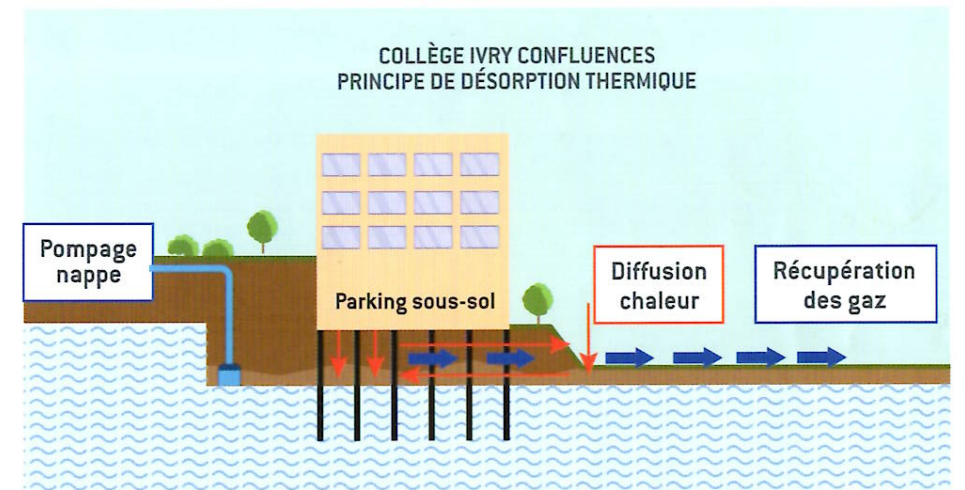 COLLÈGE IVRY CONFLUENCES
PRINCIPE DE DÉSORPTION THERMIQUE
Pompage
nappe
Parking sous-sol
Diffusion
chaleur
Récupération
des gaz